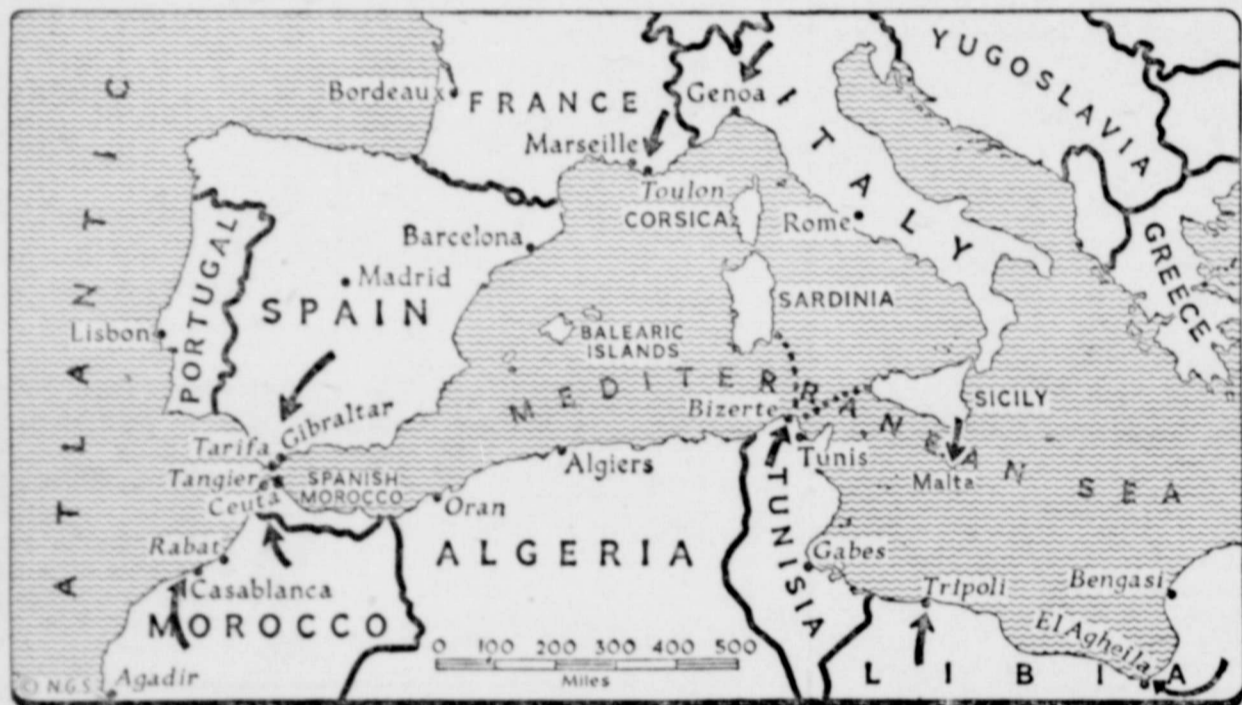 ATLANTIC
Bordeaux
FRANCE
Genoa
ITALY
YUGOSLAVIA
Marseille
Toulon
CORSICA
Rome
GREECE
PORTUGAL
Barcelona
Madrid
SPAIN
SARDINIA
Lisbon
BALEARIC
ISLANDS
MEDITERRANEAN SEA
Bizerte
SICILY
Gibraltar
Tarifa
Tangier
Ceuta
SPANISH
MOROCCO
Algiers
Tunis
Malta
Oran
Rabat
ALGERIA
TUNISIA
Gabes
Casablanca
MOROCCO
Tripoli
Bengasi
El Agheila
0 100 200 300 400 500
Miles
LIBIA
Agadir
© N.G.S.